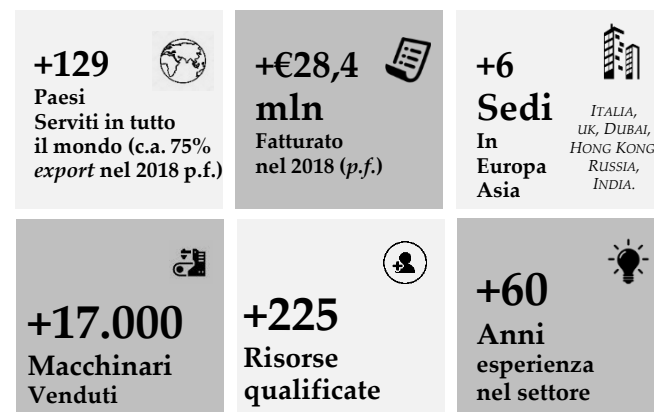 +129
Paesi
Serviti in tutto
il mondo (c.a. 75%
export nel 2018 p.f.)
+€28,4
mln
Fatturato
nel 2018 (p.f.)
+6
Sedi
In
Europa
Asia
ITALIA,
UK, DUBAI,
HONG KONG
RUSSIA,
INDIA.
+17.000
Macchinari
Venduti
+225
Risorse
qualificate
+60
Anni
esperienza
nel settore